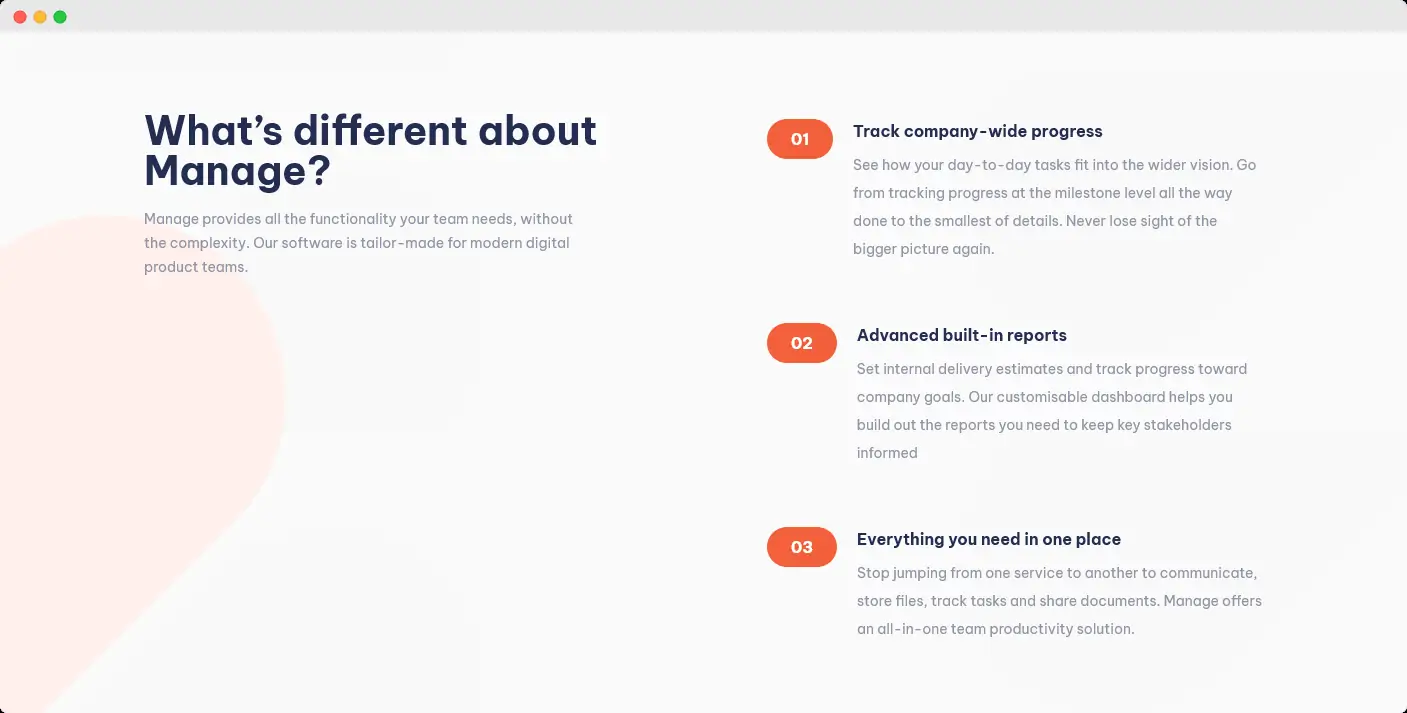 What’s different about
Manage?
Manage provides all the functionality your team needs, without
the complexity. Our software is tailor-made for modern digital
product teams.
01
Track company-wide progress
See how your day-to-day tasks fit into the wider vision. Go
from tracking progress at the milestone level all the way
done to the smallest of details. Never lose sight of the
bigger picture again.
02
Advanced built-in reports
Set internal delivery estimates and track progress toward
company goals. Our customisable dashboard helps you
build out the reports you need to keep key stakeholders
informed
03
Everything you need in one place
Stop jumping from one service to another to communicate,
store files, track tasks and share documents. Manage offers
an all-in-one team productivity solution.